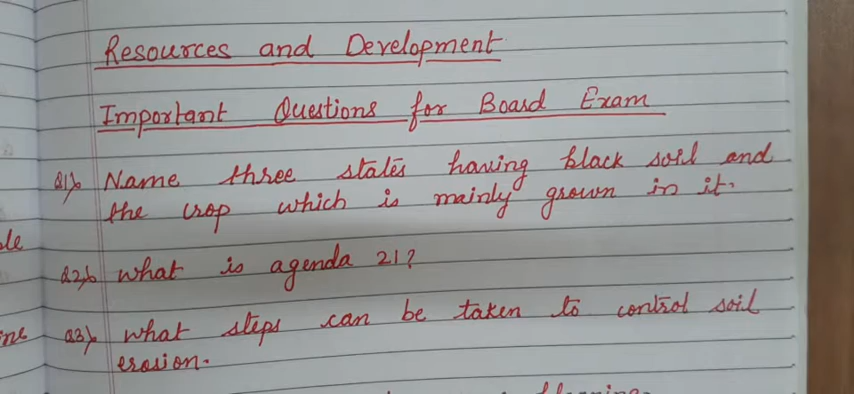 Resources and Development
Important Questions for Board Exam
Q1) Name three states having black soil and
the crop which is mainly grown in it.
Q2) What is agenda 21?
Q3) What steps can be taken to control soil
erosion.